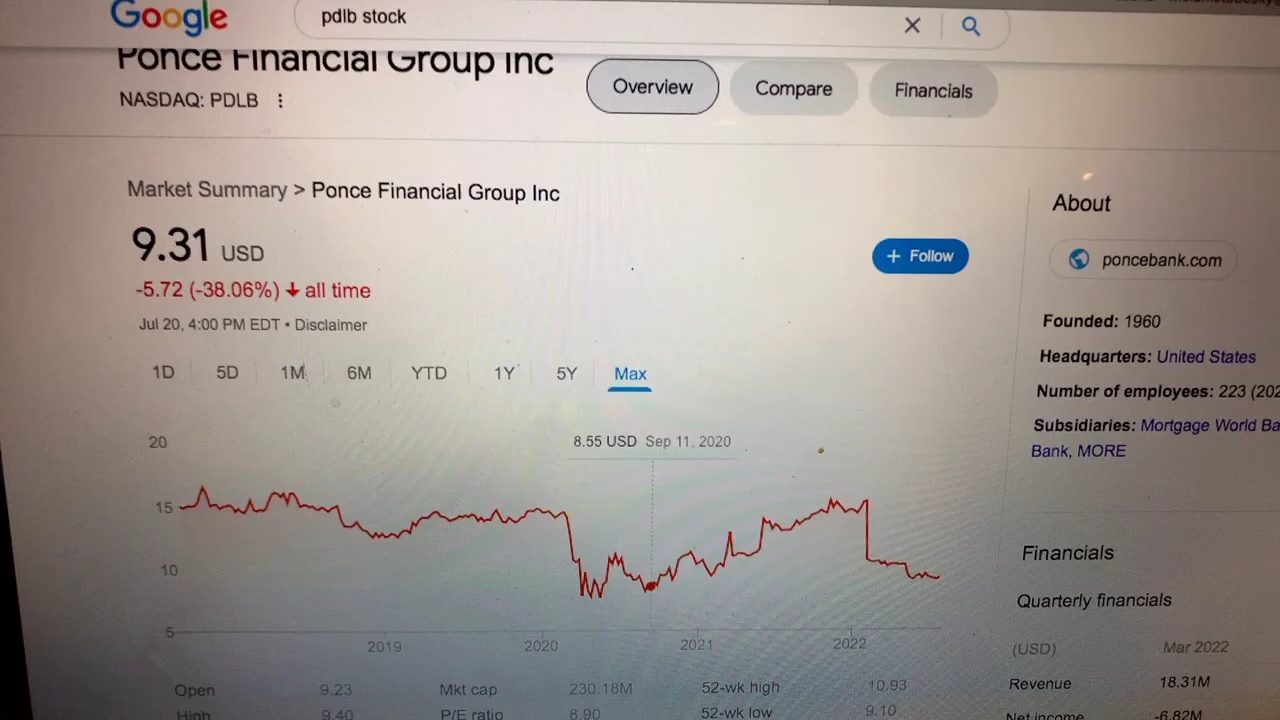 Google
pdlb stock
Ponce Financial Group Inc
NASDAQ: PDLB
Overview
Compare
Financials
Market Summary > Ponce Financial Group Inc
9.31 USD
-5.72 (-38.06%) ↓ all time
Jul 20, 4:00 PM EDT • Disclaimer
+ Follow
1D 5D 1M 6M YTD 1Y 5Y Max
8.55 USD Sep 11, 2020
20
15
10
5
2019 2020 2021 2022
Open 9.23 Mkt cap 230.18M 52-wk high 10.93
High 9.40 P/E ratio 8.90 52-wk low 9.10
About
poncebank.com
Founded: 1960
Headquarters: United States
Number of employees: 223 (202
Subsidiaries: Mortgage World Ba
Bank, MORE
Financials
Quarterly financials
(USD) Mar 2022
Revenue 18.31M
Net income -6.82M